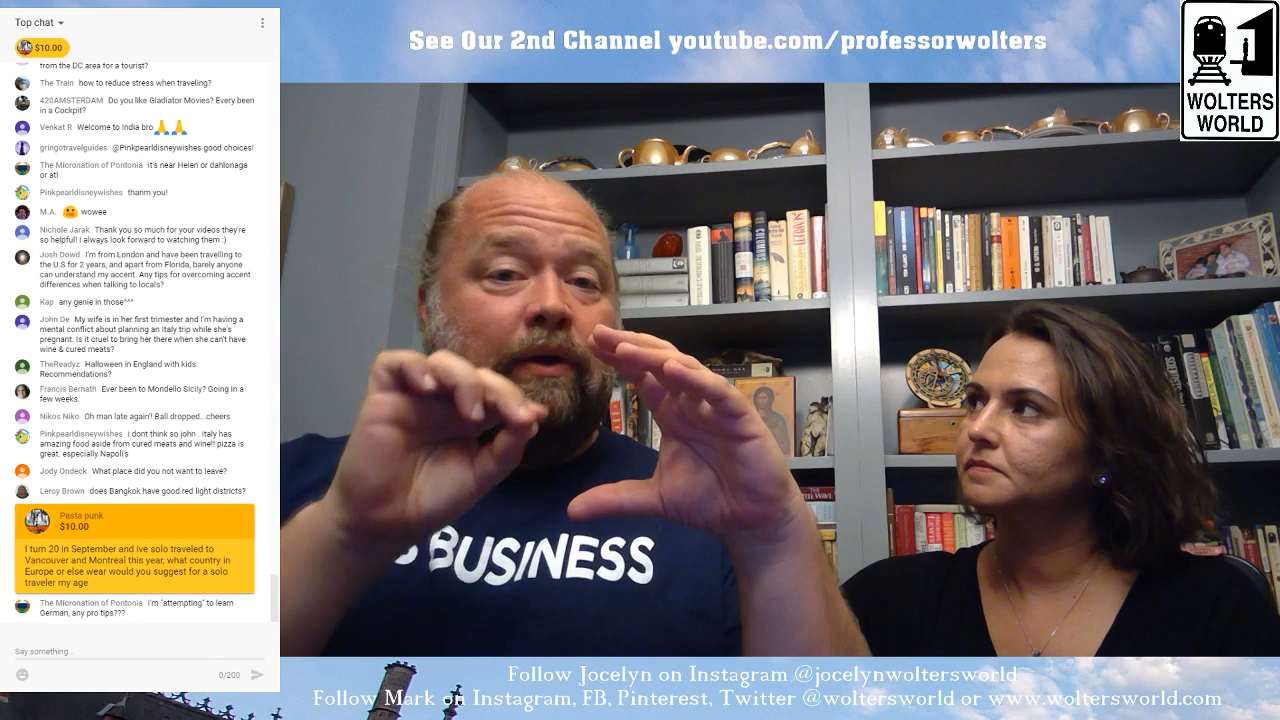 Top chat
$10.00
from the DC area for a tourist?
The Train how to reduce stress when traveling?
420AMSTERDAM Do you like Gladiator Movies? Every been
in a Cockpit?
Venkat R Welcome to India bro🙏🙏
gringotravelguides @Pinkpearldisneywishes good choices!
The Micronation of Pontonia it's near Helen or dahlonaga
or atl
Pinkpearldisneywishes thanm you!
M.A. wowee
Nichole Jarak Thank you so much for your videos they're
so helpful! I always look forward to watching them :)
Josh Dowd I'm from London and have been travelling to
the U.S for 2 years, and apart from Florida, barely anyone
can understand my accent. Any tips for overcoming accent
differences when talking to locals?
Kap any genie in those^^^
John De My wife is in her first trimester and I'm having a
mental conflict about planning an Italy trip while she's
pregnant. Is it cruel to bring her there when she can't have
wine & cured meats?
TheReadyz Halloween in England with kids.
Recommendations?
Francis Bernath Ever been to Mondello Sicily? Going in a
few weeks.
Nikos Niko Oh man late again'! Ball dropped...cheers
Pinkpearldisneywishes i dont think so john . italy has
amazing food aside from cured meats and wine!! pizza is
great. especially Napoli's
Jody Ondeck What place did you not want to leave?
Leroy Brown does Bangkok have good red light districts?
Pasta punk
$10.00
I turn 20 in September and ive solo traveled to
Vancouver and Montreal this year, what country in
Europe or else wear would you suggest for a solo
traveler my age
The Micronation of Pontonia I'm "attempting" to learn
German, any pro tips???
Say something...
0/200
See Our 2nd Channel youtube.com/professorwolters
WOLTERS
WORLD
COLUMBUS
BUSINESS
Follow Jocelyn on Instagram @jocelynwoltersworld
Follow Mark on Instagram, FB, Pinterest, Twitter @woltersworld or www.woltersworld.com